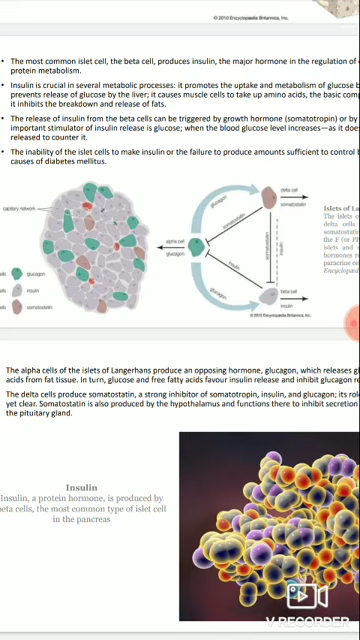 © 2010 Encyclopædia Britannica, Inc.
• The most common islet cell, the beta cell, produces insulin, the major hormone in the regulation of
protein metabolism.
• Insulin is crucial in several metabolic processes: it promotes the uptake and metabolism of glucose b
prevents release of glucose by the liver; it causes muscle cells to take up amino acids, the basic com
it inhibits the breakdown and release of fats.
• The release of insulin from the beta cells can be triggered by growth hormone (somatotropin) or by
important stimulator of insulin release is glucose; when the blood glucose level increases—as it doe
released to counter it.
• The inability of the islet cells to make insulin or the failure to produce amounts sufficient to control b
causes of diabetes mellitus.
capillary network
glucagon
insulin
somatostatin
alpha cell
glucagon
glucagon
somatostatin
insulin
glucagon
somatostatin
insulin
delta cell
somatostatin
beta cell
insulin
© 2010 Encyclopædia Britannica, Inc.
Islets of La
The islets o
delta cells
somatostatin
the F (or PP
islets and
hormones r
paracrine ce
Encycloped
The alpha cells of the islets of Langerhans produce an opposing hormone, glucagon, which releases gl
acids from fat tissue. In turn, glucose and free fatty acids favour insulin release and inhibit glucagon re
The delta cells produce somatostatin, a strong inhibitor of somatotropin, insulin, and glucagon; its rol
yet clear. Somatostatin is also produced by the hypothalamus and functions there to inhibit secretion
the pituitary gland.
Insulin
Insulin, a protein hormone, is produced by
beta cells, the most common type of islet cell
in the pancreas
V RECORDER